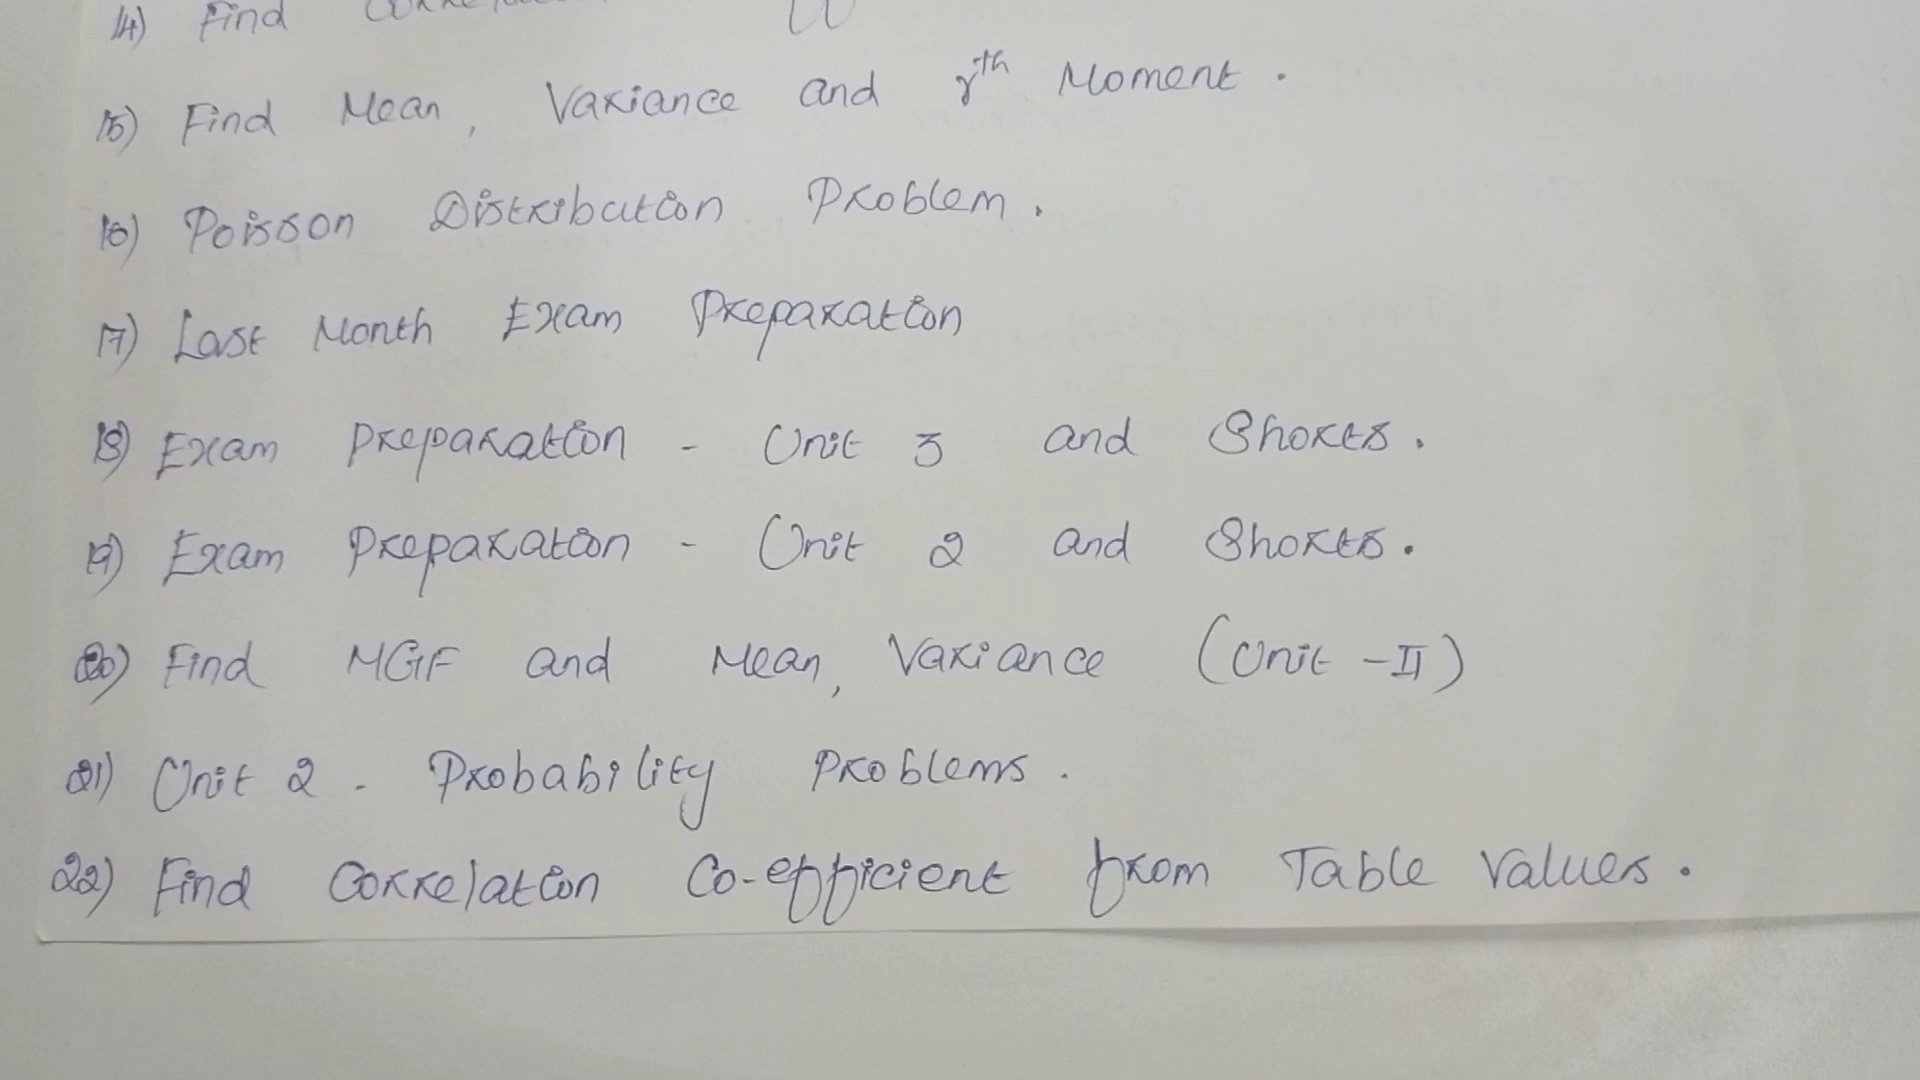 14) Find
15) Find Mean, Variance and rth Moment.
16) Poisson Distribution Problem.
17) Last Month Exam Preparation
18) Exam Preparation - Unit 3 and Shorts.
19) Exam Preparation - Unit 2 and Shorts.
20) Find MGF and Mean, Variance (Unit - II)
21) Unit 2 - Probability Problems.
22) Find Correlation Co-efficient from Table Values.